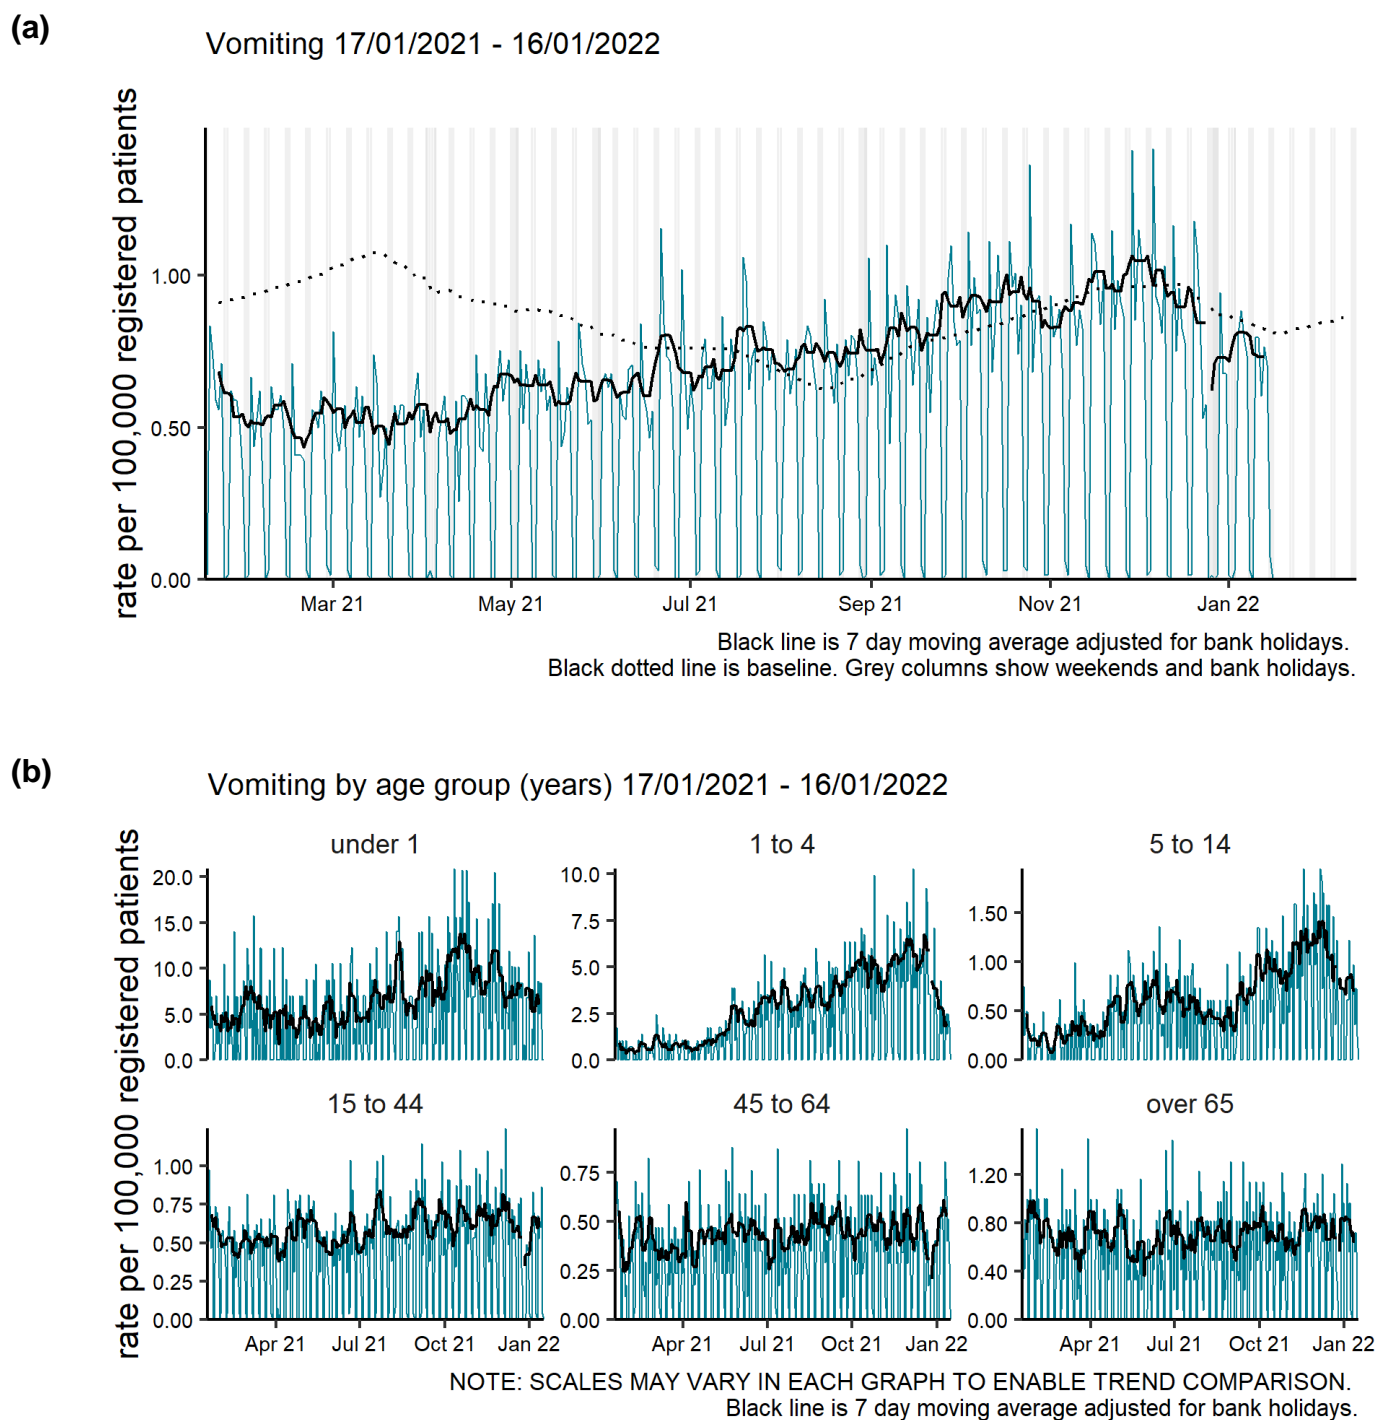 (a)
Vomiting 17/01/2021 - 16/01/2022
rate per 100,000 registered patients
1.00
0.50
0.00
Mar 21 May 21 Jul 21 Sep 21 Nov 21 Jan 22
Black line is 7 day moving average adjusted for bank holidays.
Black dotted line is baseline. Grey columns show weekends and bank holidays.
(b)
Vomiting by age group (years) 17/01/2021 - 16/01/2022
rate per 100,000 registered patients
under 1
20.0
15.0
10.0
5.0
0.0
1 to 4
10.0
7.5
5.0
2.5
0.0
5 to 14
1.50
1.00
0.50
0.00
15 to 44
1.00
0.75
0.50
0.25
0.00
Apr 21 Jul 21 Oct 21 Jan 22
45 to 64
0.75
0.50
0.25
0.00
Apr 21 Jul 21 Oct 21 Jan 22
over 65
1.20
0.80
0.40
0.00
Apr 21 Jul 21 Oct 21 Jan 22
NOTE: SCALES MAY VARY IN EACH GRAPH TO ENABLE TREND COMPARISON.
Black line is 7 day moving average adjusted for bank holidays.